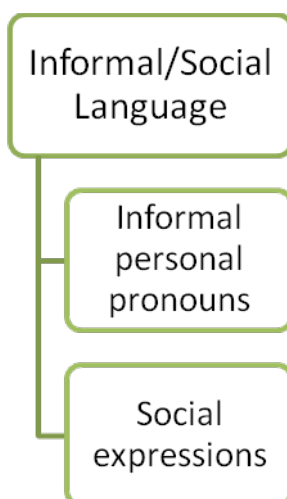 Informal/Social
Language
Informal
personal
pronouns
Social
expressions